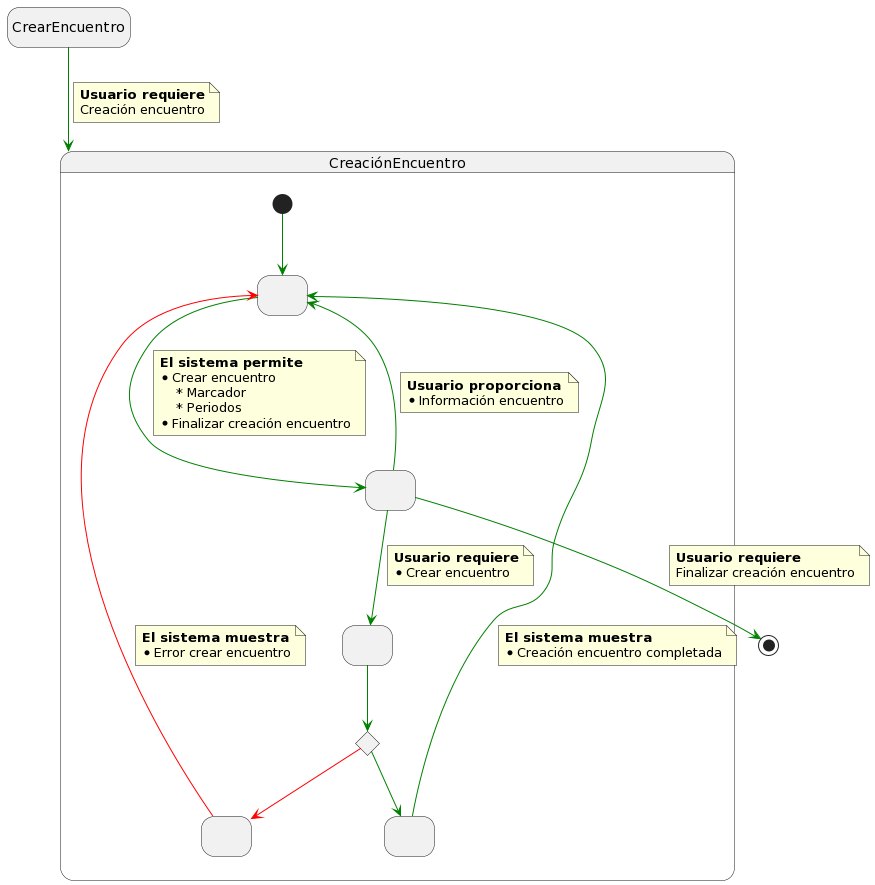 CrearEncuentro
Usuario requiere
Creación encuentro
CreaciónEncuentro
El sistema permite
• Crear encuentro
* Marcador
* Periodos
• Finalizar creación encuentro
Usuario proporciona
• Información encuentro
Usuario requiere
• Crear encuentro
Usuario requiere
Finalizar creación encuentro
El sistema muestra
• Error crear encuentro
El sistema muestra
• Creación encuentro completada